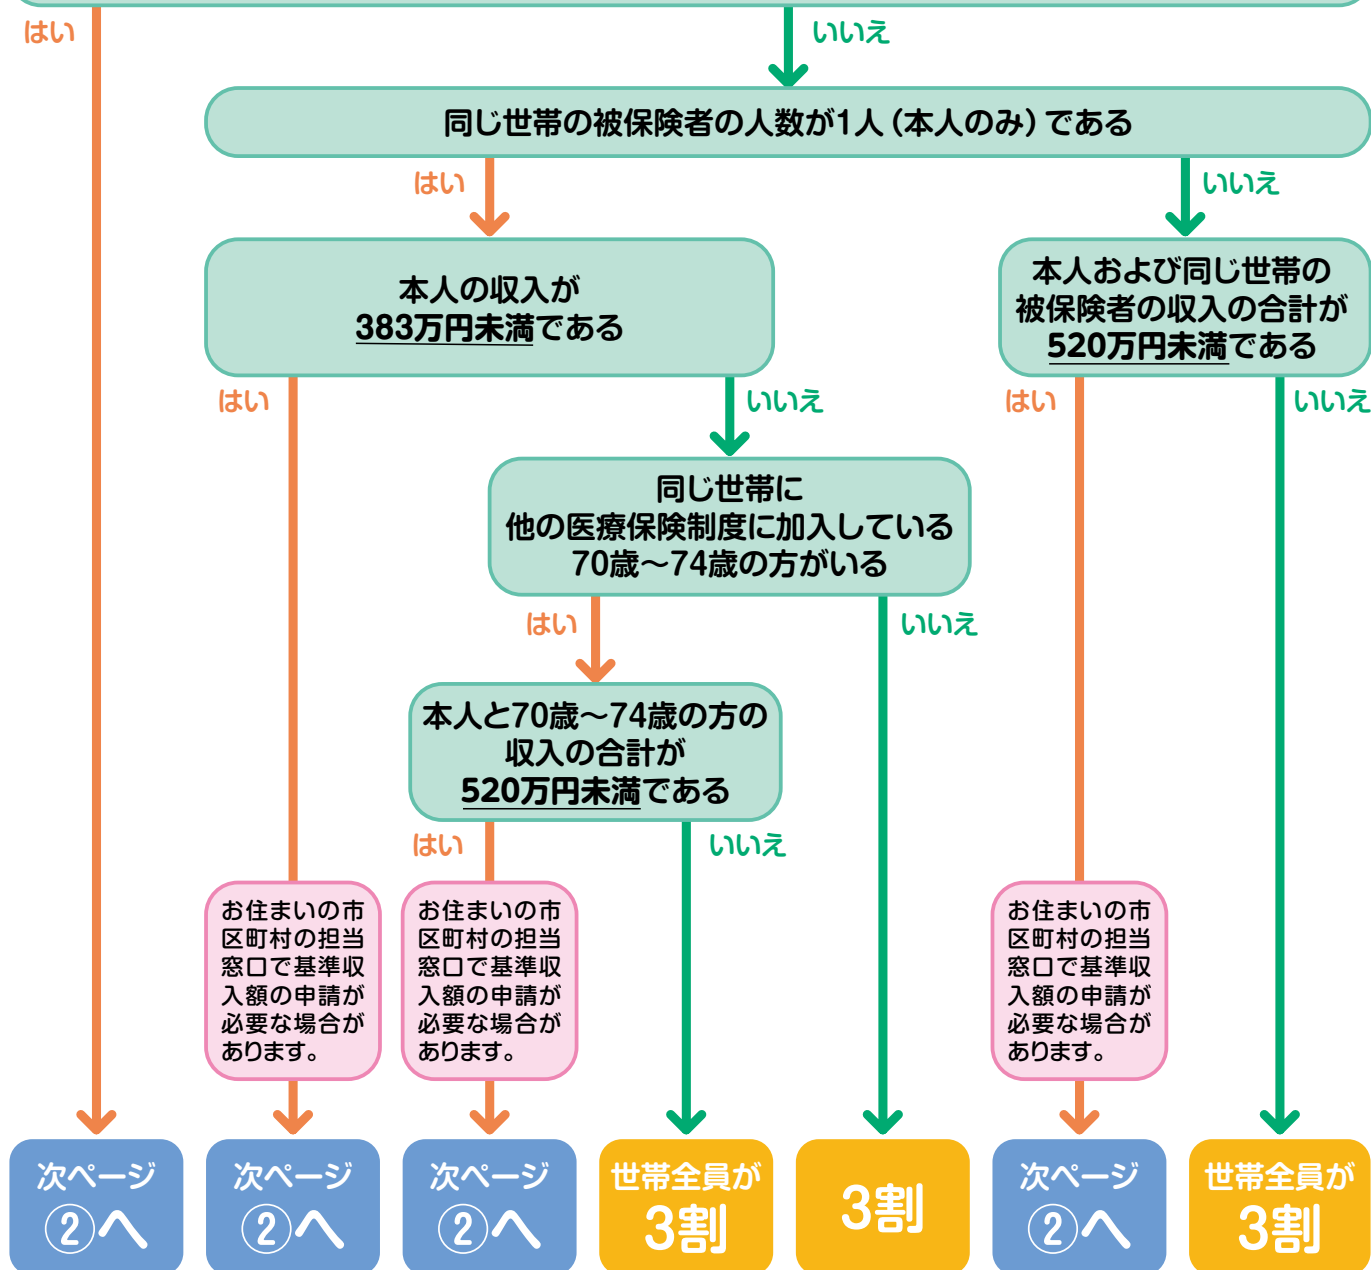 はい
いいえ
同じ世帯の被保険者の人数が1人（本人のみ）である
はい
いいえ
本人の収入が
383万円未満である
本人および同じ世帯の
被保険者の収入の合計が
520万円未満である
はい
いいえ
はい
いいえ
同じ世帯に
他の医療保険制度に加入している
70歳～74歳の方がいる
はい
いいえ
本人と70歳～74歳の方の
収入の合計が
520万円未満である
はい
いいえ
お住まいの市
区町村の担当
窓口で基準収
入額の申請が
必要な場合が
あります。
お住まいの市
区町村の担当
窓口で基準収
入額の申請が
必要な場合が
あります。
お住まいの市
区町村の担当
窓口で基準収
入額の申請が
必要な場合が
あります。
次ページ
②へ
次ページ
②へ
次ページ
②へ
世帯全員が
3割
3割
次ページ
②へ
世帯全員が
3割